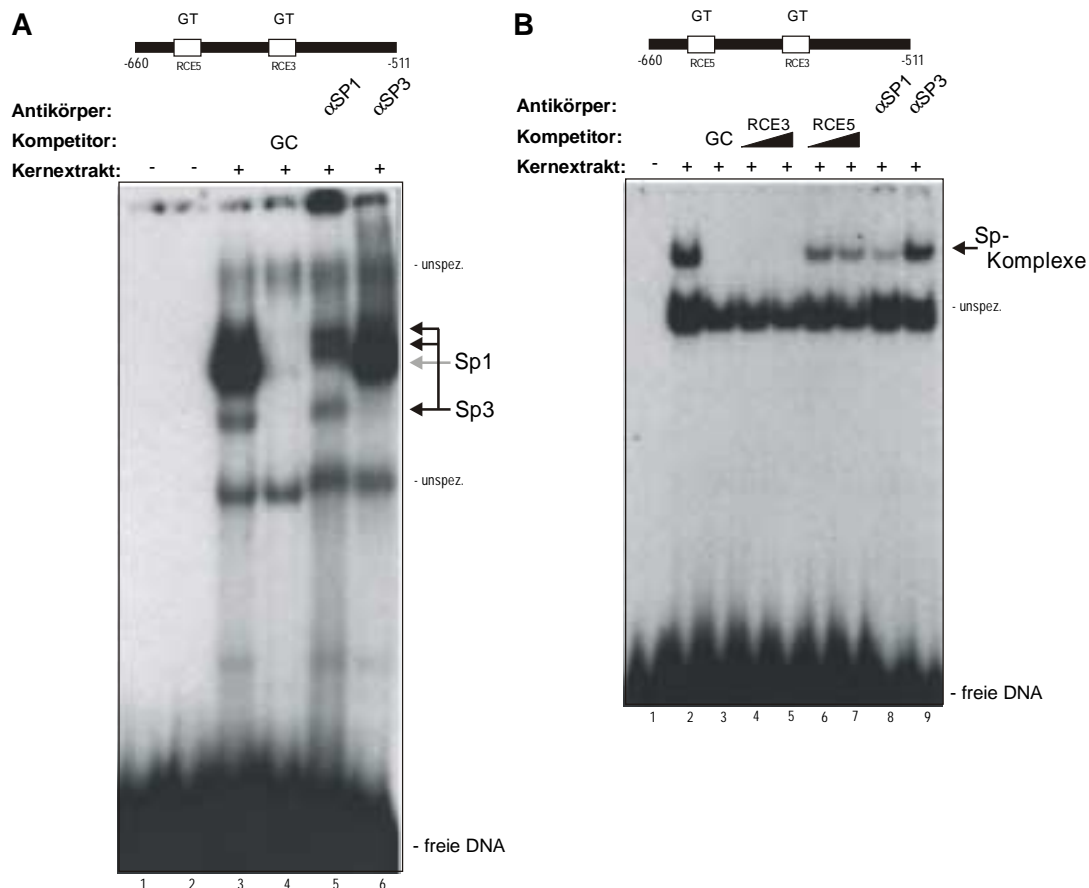 A
GT GT
RCE5 RCE3
-660 -511
Antikörper: αSP1 αSP3
Kompetitor: GC
Kernextrakt: - - + + + +
- unspez.
Sp1
Sp3
- unspez.
- freie DNA
1 2 3 4 5 6
B
GT GT
RCE5 RCE3
-660 -511
Antikörper: αSP1 αSP3
Kompetitor: GC RCE3 RCE5
Kernextrakt: - + + + + + + + +
Sp-
Komplexe
- unspez.
- freie DNA
1 2 3 4 5 6 7 8 9